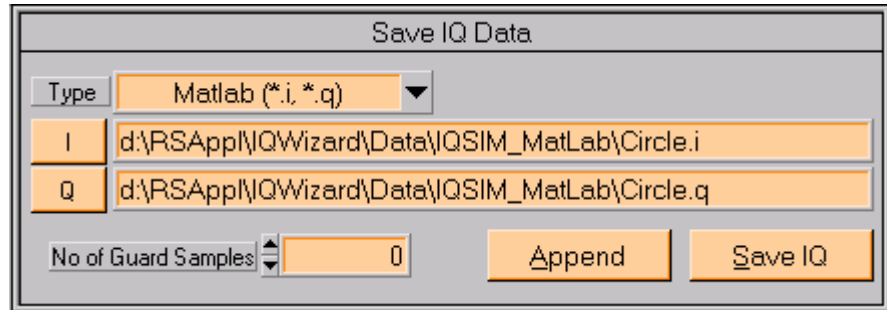 Save IQ Data
Type Matlab (*.i, *.q)
I d:\RSAppl\IQWizard\Data\IQSIM_MatLab\Circle.i
Q d:\RSAppl\IQWizard\Data\IQSIM_MatLab\Circle.q
No of Guard Samples 0 Append Save IQ